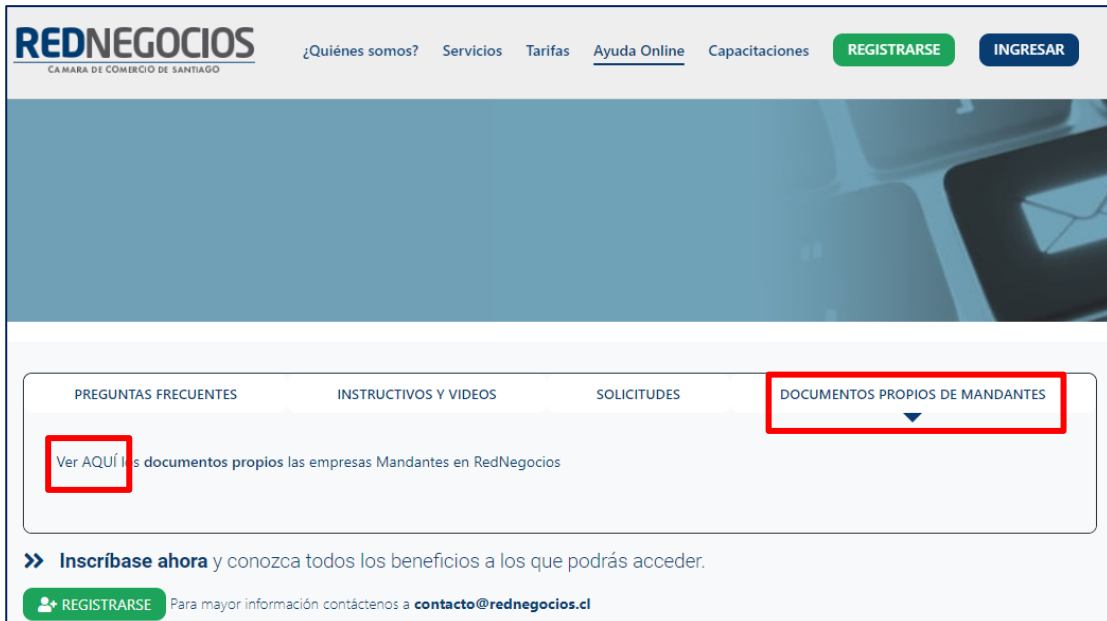 REDNEGOCIOS
CAMARA DE COMERCIO DE SANTIAGO
¿Quiénes somos? Servicios Tarifas Ayuda Online Capacitaciones REGISTRARSE INGRESAR
PREGUNTAS FRECUENTES INSTRUCTIVOS Y VIDEOS SOLICITUDES DOCUMENTOS PROPIOS DE MANDANTES
Ver AQUÍ los documentos propios las empresas Mandantes en RedNegocios
Inscríbase ahora y conozca todos los beneficios a los que podrás acceder.
REGISTRARSE Para mayor información contáctenos a contacto@rednegocios.cl